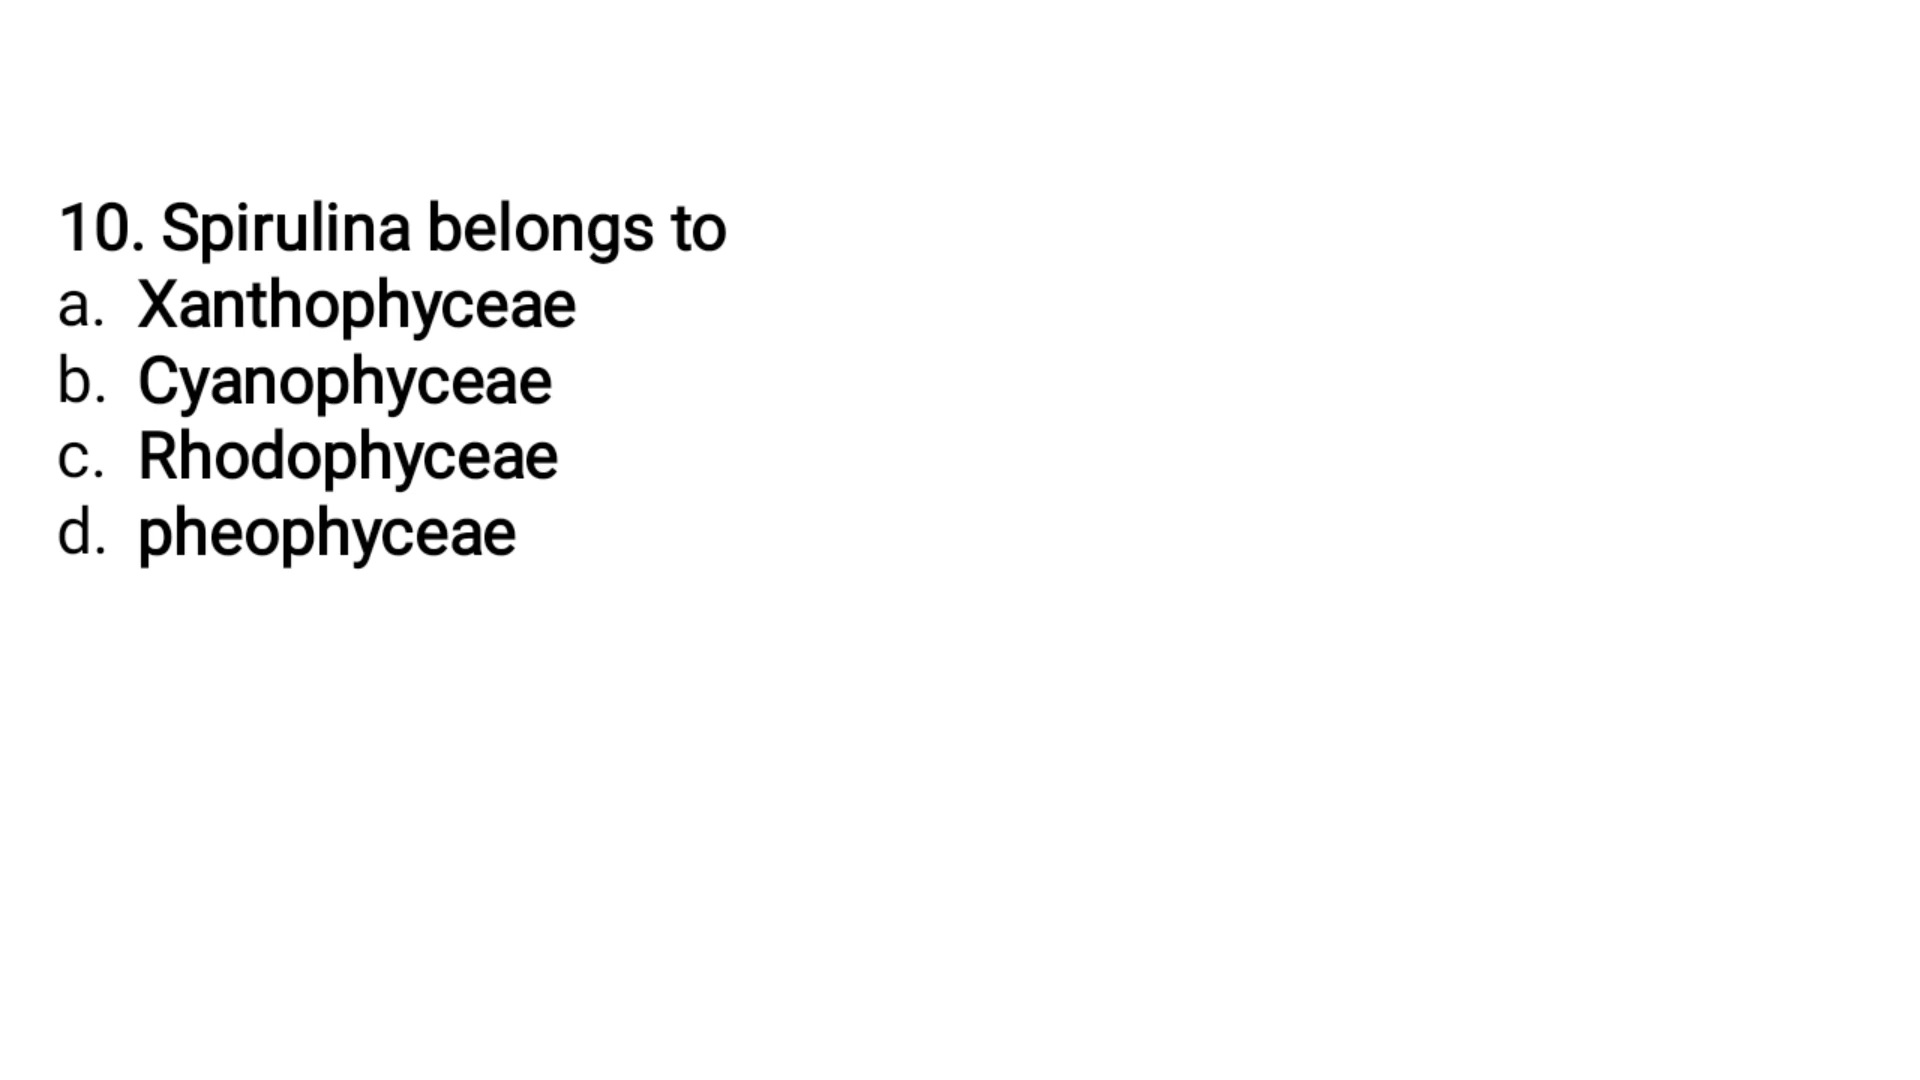 10. Spirulina belongs to
a. Xanthophyceae
b. Cyanophyceae
c. Rhodophyceae
d. pheophyceae